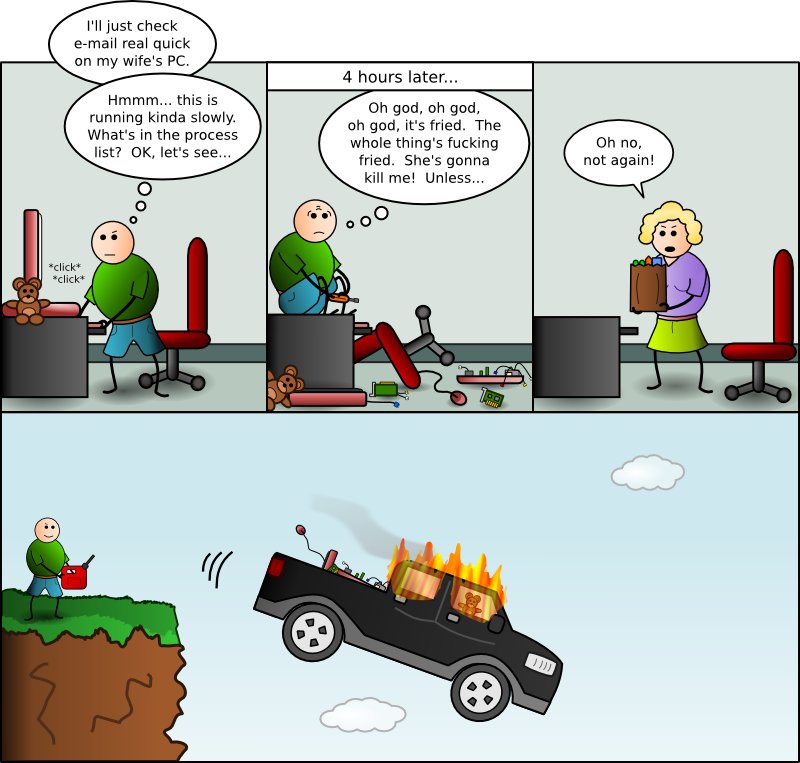 I'll just check
e-mail real quick
on my wife's PC.
Hmmm... this is
running kinda slowly.
What's in the process
list?  OK, let's see...
*click*
*click*
4 hours later...
Oh god, oh god,
oh god, it's fried.  The
whole thing's fucking
fried.  She's gonna
kill me!  Unless...
Oh no,
not again!